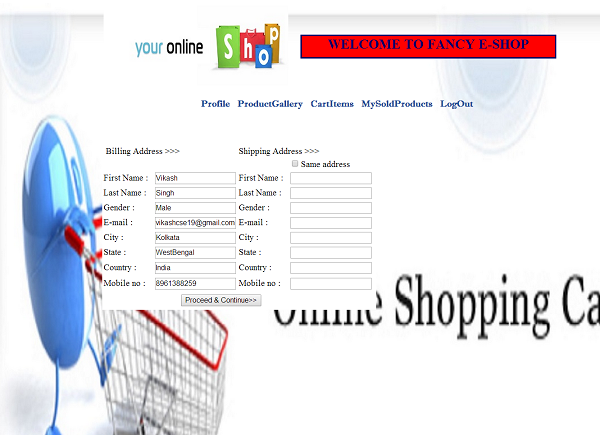 your online ShoP
WELCOME TO FANCY E-SHOP
Profile ProductGallery CartItems MySoldProducts LogOut
Billing Address >>> Shipping Address >>>
Same address
First Name : Vikash First Name :
Last Name : Singh Last Name :
Gender : Male Gender :
E-mail : vikashcse19@gmail.com E-mail :
City : Kolkata City :
State : WestBengal State :
Country : India Country :
Mobile no : 8961388259 Mobile no :
Proceed & Continue>>
Online Shopping Ca